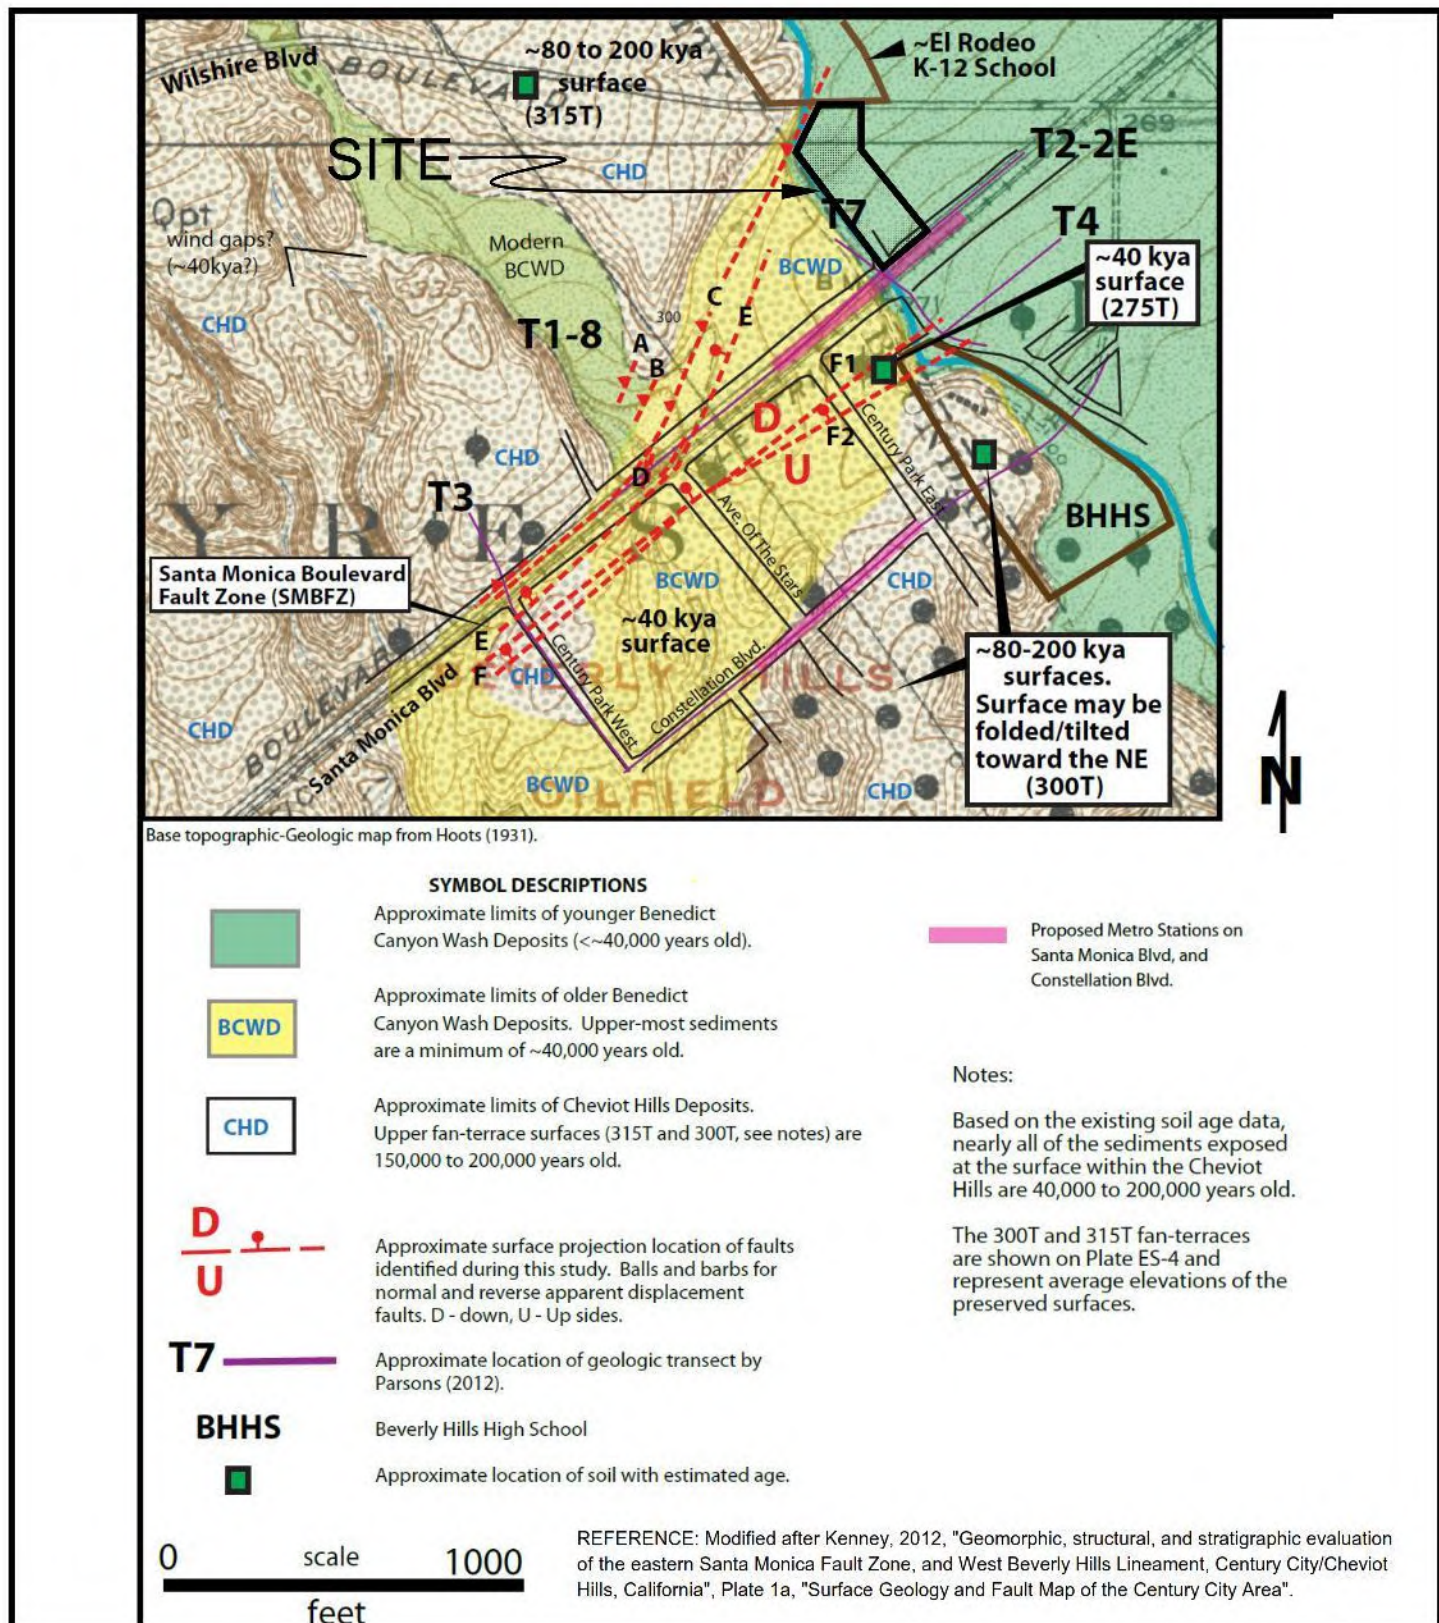 Wilshire Blvd
BOULEVARD
~80 to 200 kya
surface
(315T)
~El Rodeo
K-12 School
269
T2-2E
SITE
CHD
Qpt
wind gaps?
(~40kya?)
Modern
BCWD
T7
T4
BCWD
~40 kya
surface
(275T)
CHD
C
E
300
T1-8
A
B
F1
D
U
F2
Century Park East
CHD
D
T3
Ave. Of The Stars
BHHS
Santa Monica Boulevard
Fault Zone (SMBFZ)
BCWD
CHD
~40 kya
surface
E
F
CHD
Century Park West
Constellation Blvd.
BEVERLY HILLS
~80-200 kya
surfaces.
Surface may be
folded/tilted
toward the NE
(300T)
CHD
BOULEVARD
Santa Monica Blvd
BCWD
OILFIELD
CHD
N
Base topographic-Geologic map from Hoots (1931).
SYMBOL DESCRIPTIONS
Approximate limits of younger Benedict
Canyon Wash Deposits (<~40,000 years old).
Proposed Metro Stations on
Santa Monica Blvd, and
Constellation Blvd.
BCWD
Approximate limits of older Benedict
Canyon Wash Deposits. Upper-most sediments
are a minimum of ~40,000 years old.
CHD
Approximate limits of Cheviot Hills Deposits.
Upper fan-terrace surfaces (315T and 300T, see notes) are
150,000 to 200,000 years old.
Notes:
Based on the existing soil age data,
nearly all of the sediments exposed
at the surface within the Cheviot
Hills are 40,000 to 200,000 years old.
The 300T and 315T fan-terraces
are shown on Plate ES-4 and
represent average elevations of the
preserved surfaces.
D
U
Approximate surface projection location of faults
identified during this study. Balls and barbs for
normal and reverse apparent displacement
faults. D - down, U - Up sides.
T7
Approximate location of geologic transect by
Parsons (2012).
BHHS
Beverly Hills High School
Approximate location of soil with estimated age.
0 scale 1000
feet
REFERENCE: Modified after Kenney, 2012, "Geomorphic, structural, and stratigraphic evaluation
of the eastern Santa Monica Fault Zone, and West Beverly Hills Lineament, Century City/Cheviot
Hills, California", Plate 1a, "Surface Geology and Fault Map of the Century City Area".